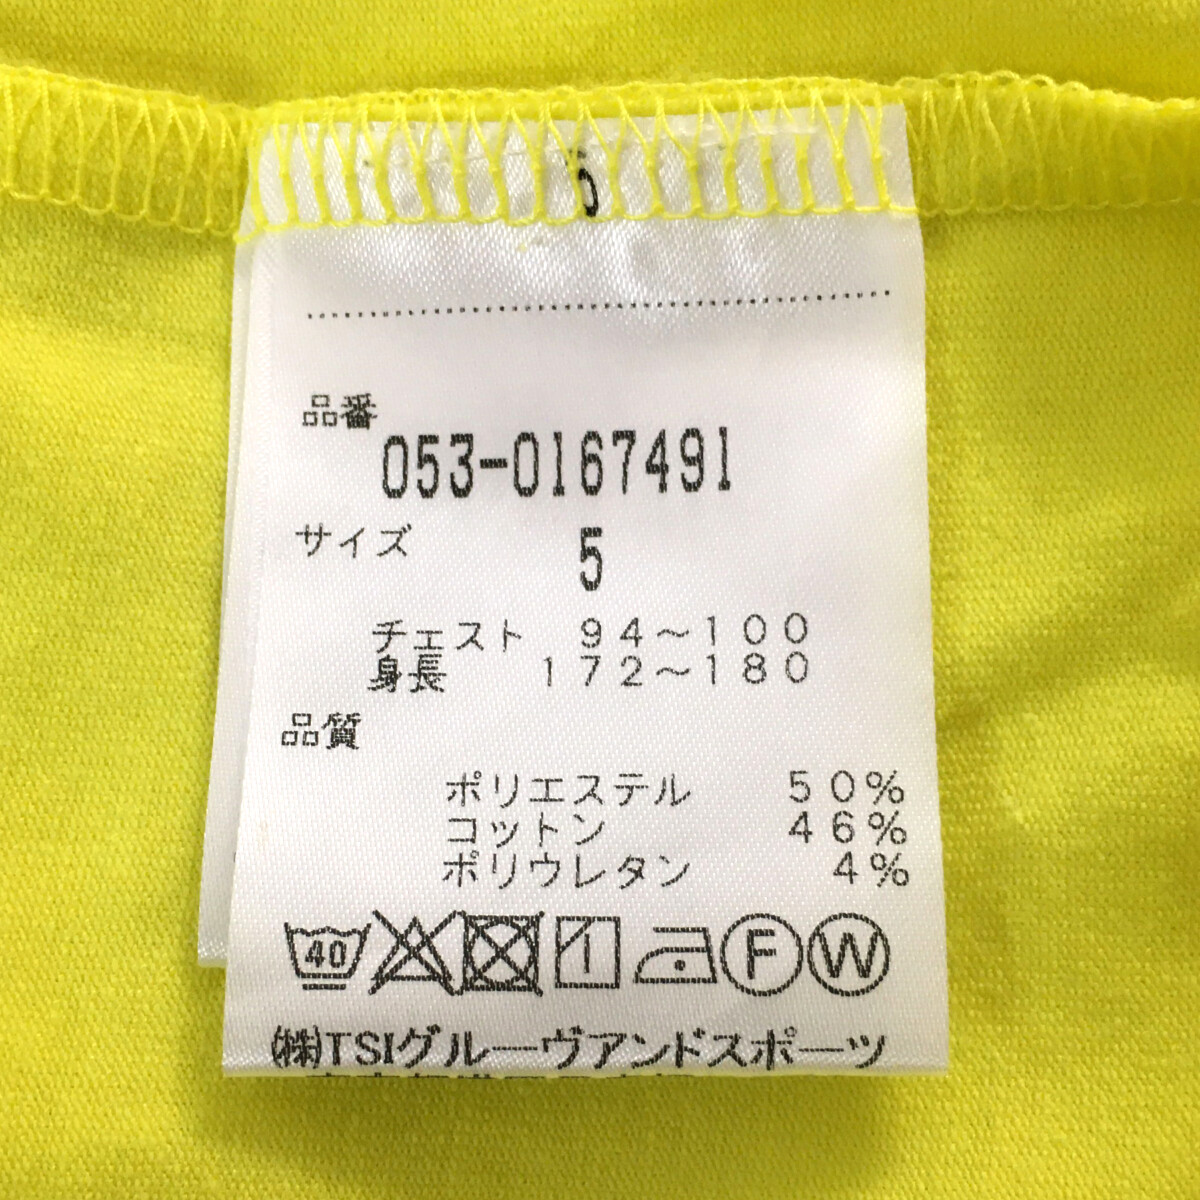 5
品番
053-0167491
サイズ 5
チェスト 94～100
身長 172～180
品質
ポリエステル 50%
コットン 46%
ポリウレタン 4%
40 F W
(株)TSIグルーヴアンドスポーツ